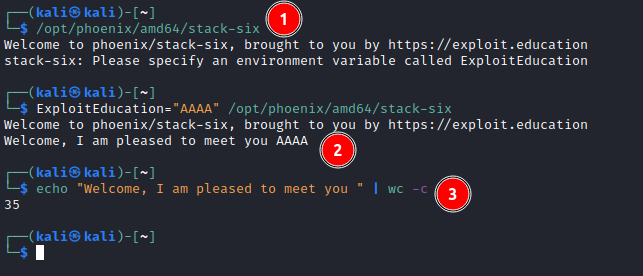 ┌──(kali㉿kali)-[~]
└─$ /opt/phoenix/amd64/stack-six
1
Welcome to phoenix/stack-six, brought to you by https://exploit.education
stack-six: Please specify an environment variable called ExploitEducation
┌──(kali㉿kali)-[~]
└─$ ExploitEducation="AAAA" /opt/phoenix/amd64/stack-six
Welcome to phoenix/stack-six, brought to you by https://exploit.education
Welcome, I am pleased to meet you AAAA
2
┌──(kali㉿kali)-[~]
└─$ echo "Welcome, I am pleased to meet you " | wc -c
3
35
┌──(kali㉿kali)-[~]
└─$